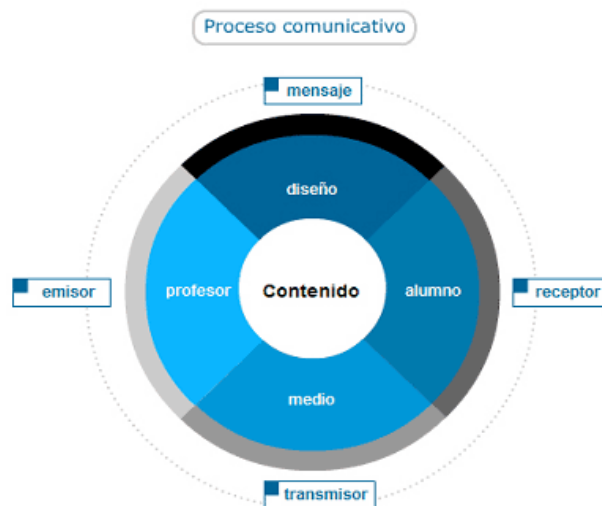 Proceso comunicativo
mensaje
diseño
emisor
profesor
Contenido
alumno
receptor
medio
transmisor